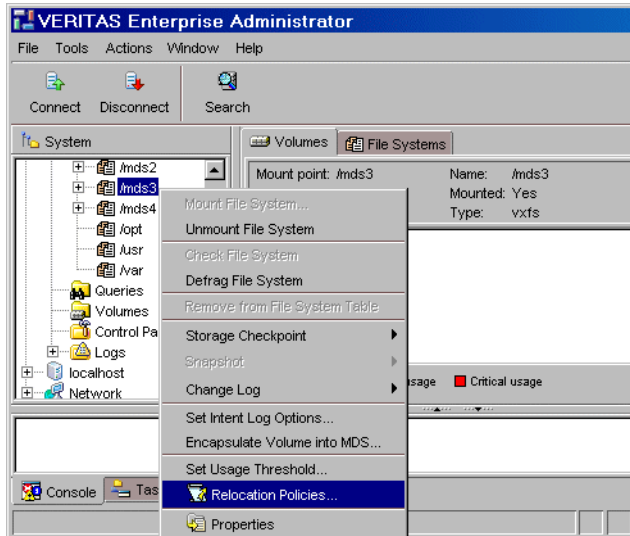 VERITAS Enterprise Administrator
File Tools Actions Window Help
Connect Disconnect Search
System
Volumes File Systems
/mds2
/mds3
/mds4
/opt
/usr
/var
Queries
Volumes
Control Pa
Logs
localhost
Network
Mount point: /mds3 Name: /mds3
Mounted: Yes
Type: vxfs
Mount File System...
Unmount File System
Check File System
Defrag File System
Remove from File System Table
Storage Checkpoint
Snapshot
Change Log
Set Intent Log Options...
Encapsulate Volume into MDS...
Set Usage Threshold...
Relocation Policies...
Properties
usage Critical usage
Console Tas